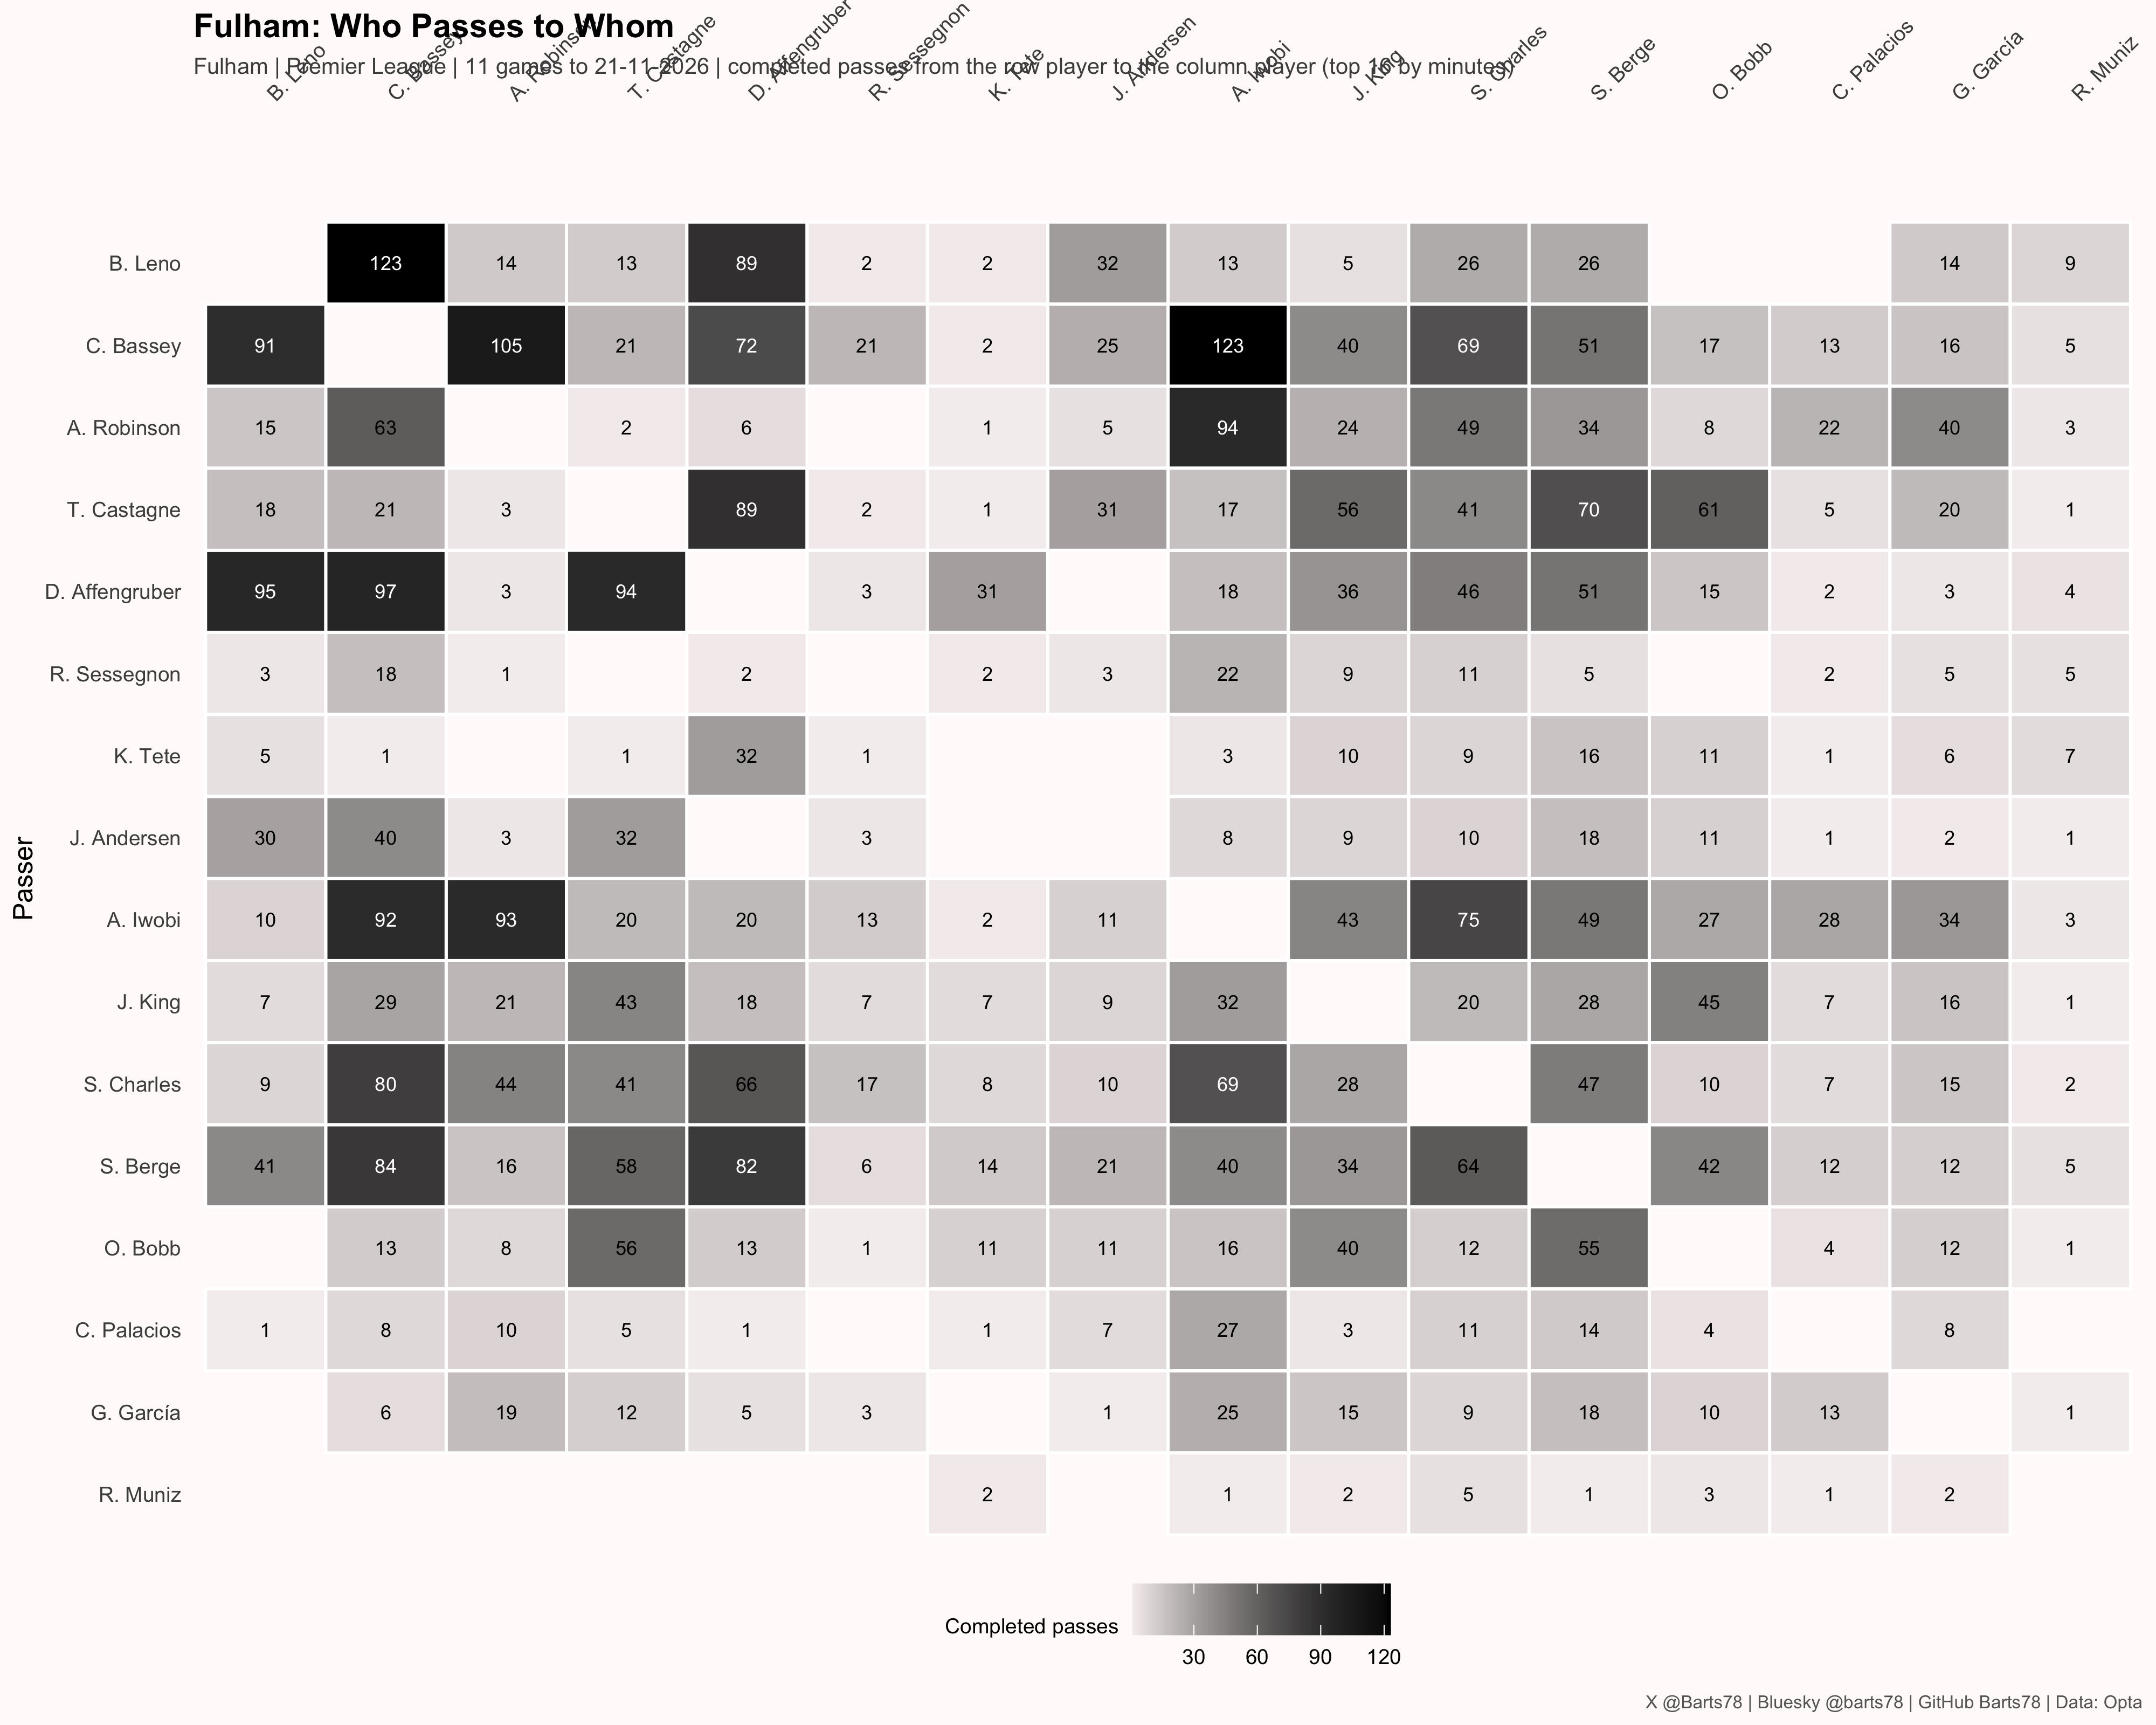 Fulham: Who Passes to Whom
Fulham | Premier League | 11 games to 21-11-2026 | completed passes from the row player to the column player (top 16 by minutes)
B. Leno C. Bassey A. Robinson T. Castagne D. Affengruber R. Sessegnon K. Tete J. Andersen A. Iwobi J. King S. Charles S. Berge O. Bobb C. Palacios G. García R. Muniz
B. Leno 123 14 13 89 2 2 32 13 5 26 26 14 9
C. Bassey 91 105 21 72 21 2 25 123 40 69 51 17 13 16 5
A. Robinson 15 63 2 6 1 5 94 24 49 34 8 22 40 3
T. Castagne 18 21 3 89 2 1 31 17 56 41 70 61 5 20 1
D. Affengruber 95 97 3 94 3 31 18 36 46 51 15 2 3 4
R. Sessegnon 3 18 1 2 2 3 22 9 11 5 2 5 5
K. Tete 5 1 1 32 1 3 10 9 16 11 1 6 7
J. Andersen 30 40 3 32 3 8 9 10 18 11 1 2 1
A. Iwobi 10 92 93 20 20 13 2 11 43 75 49 27 28 34 3
J. King 7 29 21 43 18 7 7 9 32 20 28 45 7 16 1
S. Charles 9 80 44 41 66 17 8 10 69 28 47 10 7 15 2
S. Berge 41 84 16 58 82 6 14 21 40 34 64 42 12 12 5
O. Bobb 13 8 56 13 1 11 11 16 40 12 55 4 12 1
C. Palacios 1 8 10 5 1 1 7 27 3 11 14 4 8
G. García 6 19 12 5 3 1 25 15 9 18 10 13 1
R. Muniz 2 1 2 5 1 3 1 2
Passer
Completed passes
30 60 90 120
X @Barts78 | Bluesky @barts78 | GitHub Barts78 | Data: Opta